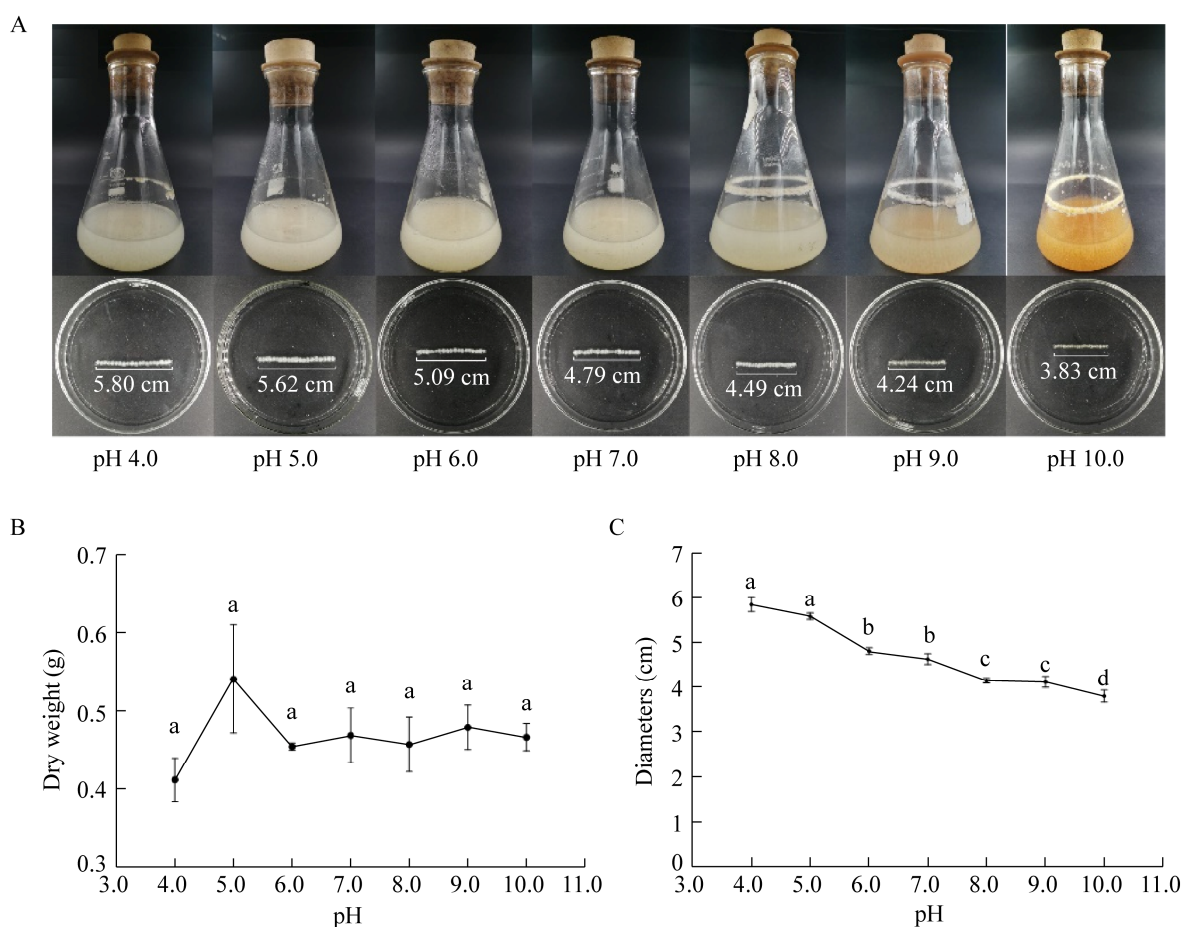 A
5.80 cm 5.62 cm 5.09 cm 4.79 cm 4.49 cm 4.24 cm 3.83 cm
pH 4.0 pH 5.0 pH 6.0 pH 7.0 pH 8.0 pH 9.0 pH 10.0
B
0.7
0.6
0.5
0.4
0.3
Dry weight (g)
a a a a a a a
3.0 4.0 5.0 6.0 7.0 8.0 9.0 10.0 11.0
pH
C
7
6
5
4
3
2
1
0
Diameters (cm)
a a b b c c d
3.0 4.0 5.0 6.0 7.0 8.0 9.0 10.0 11.0
pH